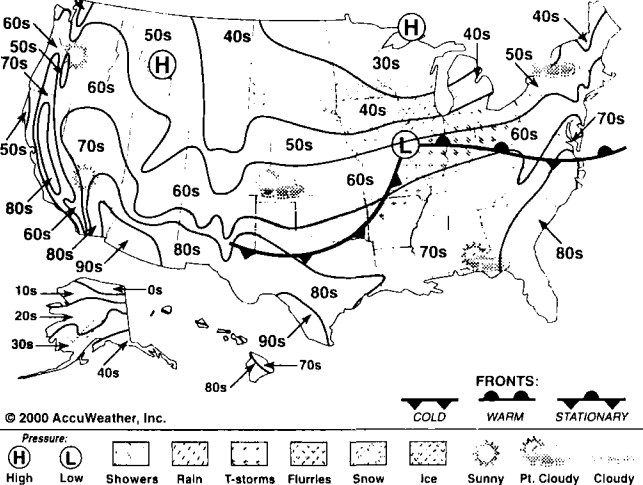 60s
50s
70s
50s
80s
60s
80s
90s
60s
70s
50s
H
40s
H
30s
40s
40s
40s
50s
70s
50s
60s
L
60s
60s
80s
70s
80s
80s
90s
10s
0s
20s
30s
40s
80s
70s
© 2000 AccuWeather, Inc.
FRONTS:
COLD WARM STATIONARY
Pressure:
H L
High Low Showers Rain T-storms Flurries Snow Ice Sunny Pt. Cloudy Cloudy